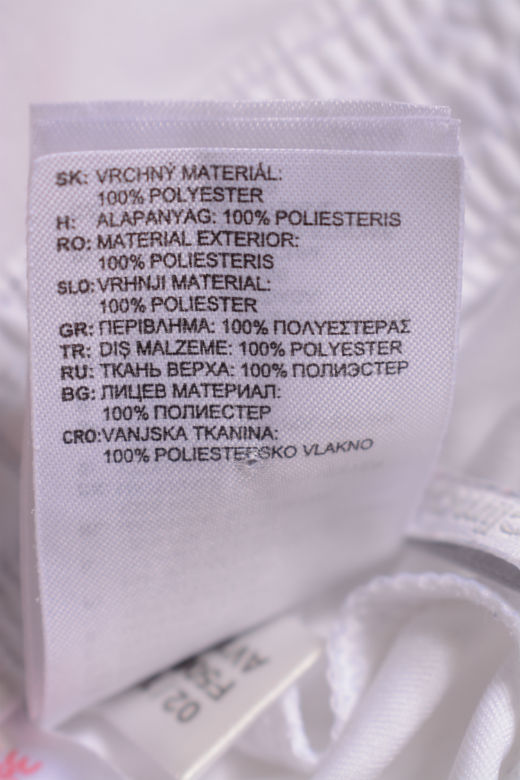 SK: VRCHNÝ MATERIÁL:
100% POLYESTER
H: ALAPANYAG: 100% POLIESTERIS
RO: MATERIAL EXTERIOR:
100% POLIESTERIS
SLO: VRHNJI MATERIAL:
100% POLIESTER
GR: ΠΕΡΙΒΛΗΜΑ: 100% ΠΟΛΥΕΣΤΕΡΑΣ
TR: DIŞ MALZEME: 100% POLYESTER
RU: ТКАНЬ ВЕРХА: 100% ПОЛИЭСТЕР
BG: ЛИЦЕВ МАТЕРИАЛ:
100% ПОЛИЕСТЕР
CRO: VANJSKA TKANINA:
100% POLIESTERSKO VLAKNO